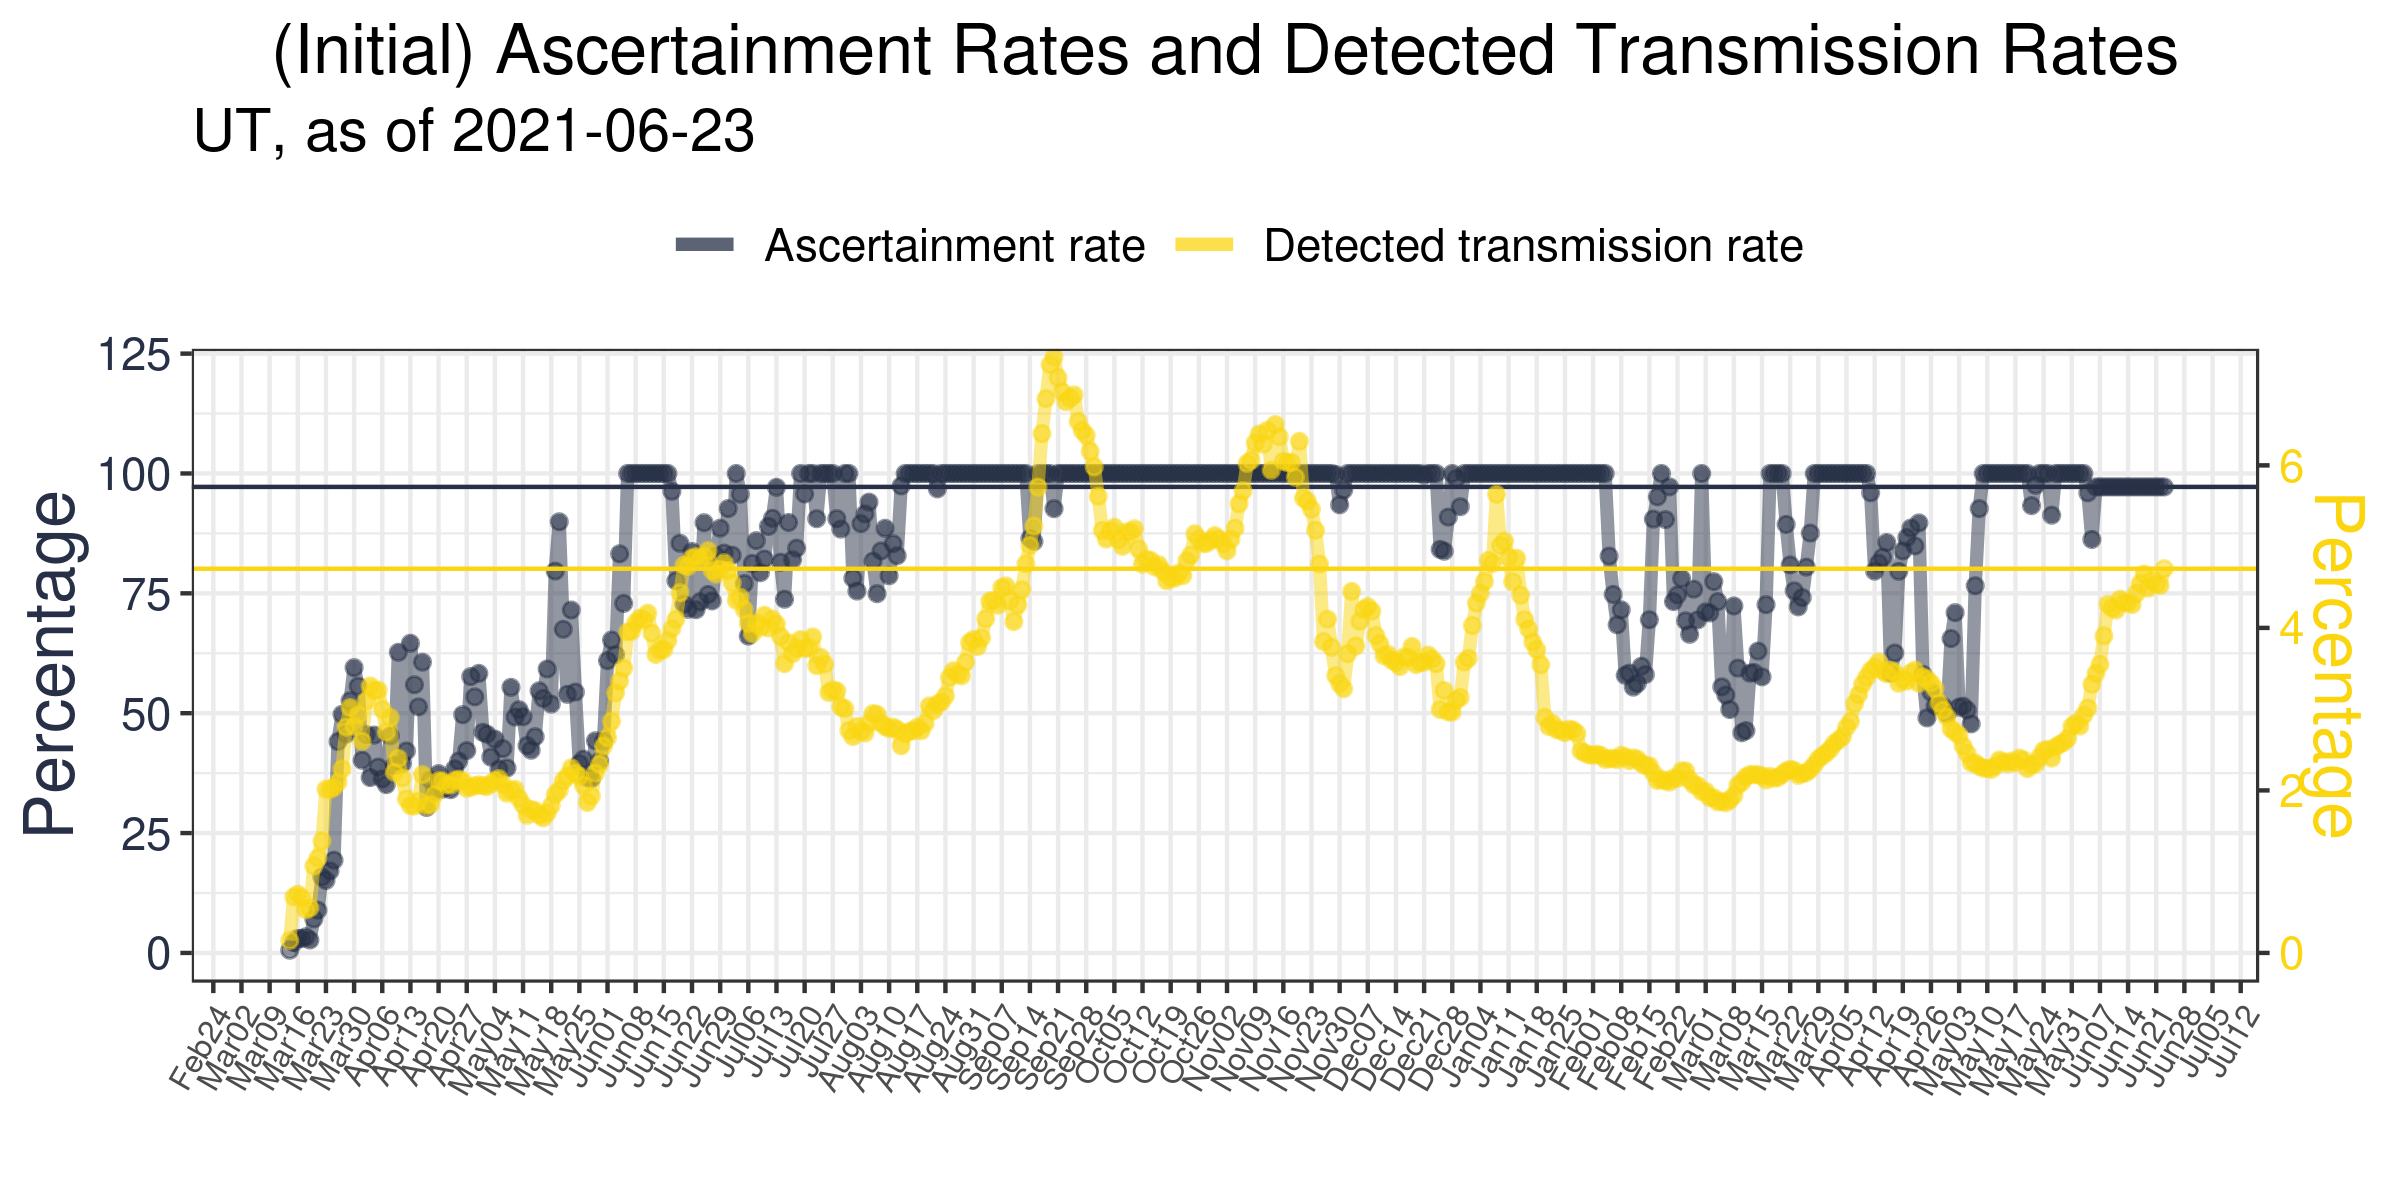 (Initial) Ascertainment Rates and Detected Transmission Rates
UT, as of 2021-06-23
Ascertainment rate
Detected transmission rate
Percentage
125
100
75
50
25
0
6
4
2
0
Percentage
Feb24
Mar02
Mar09
Mar16
Mar23
Mar30
Apr06
Apr13
Apr20
Apr27
May04
May11
May18
May25
Jun01
Jun08
Jun15
Jun22
Jun29
Jul06
Jul13
Jul20
Jul27
Aug03
Aug10
Aug17
Aug24
Aug31
Sep07
Sep14
Sep21
Sep28
Oct05
Oct12
Oct19
Oct26
Nov02
Nov09
Nov16
Nov23
Nov30
Dec07
Dec14
Dec21
Dec28
Jan04
Jan11
Jan18
Jan25
Feb01
Feb08
Feb15
Feb22
Mar01
Mar08
Mar15
Mar22
Mar29
Apr05
Apr12
Apr19
Apr26
May03
May10
May17
May24
May31
Jun07
Jun14
Jun21
Jun28
Jul05
Jul12